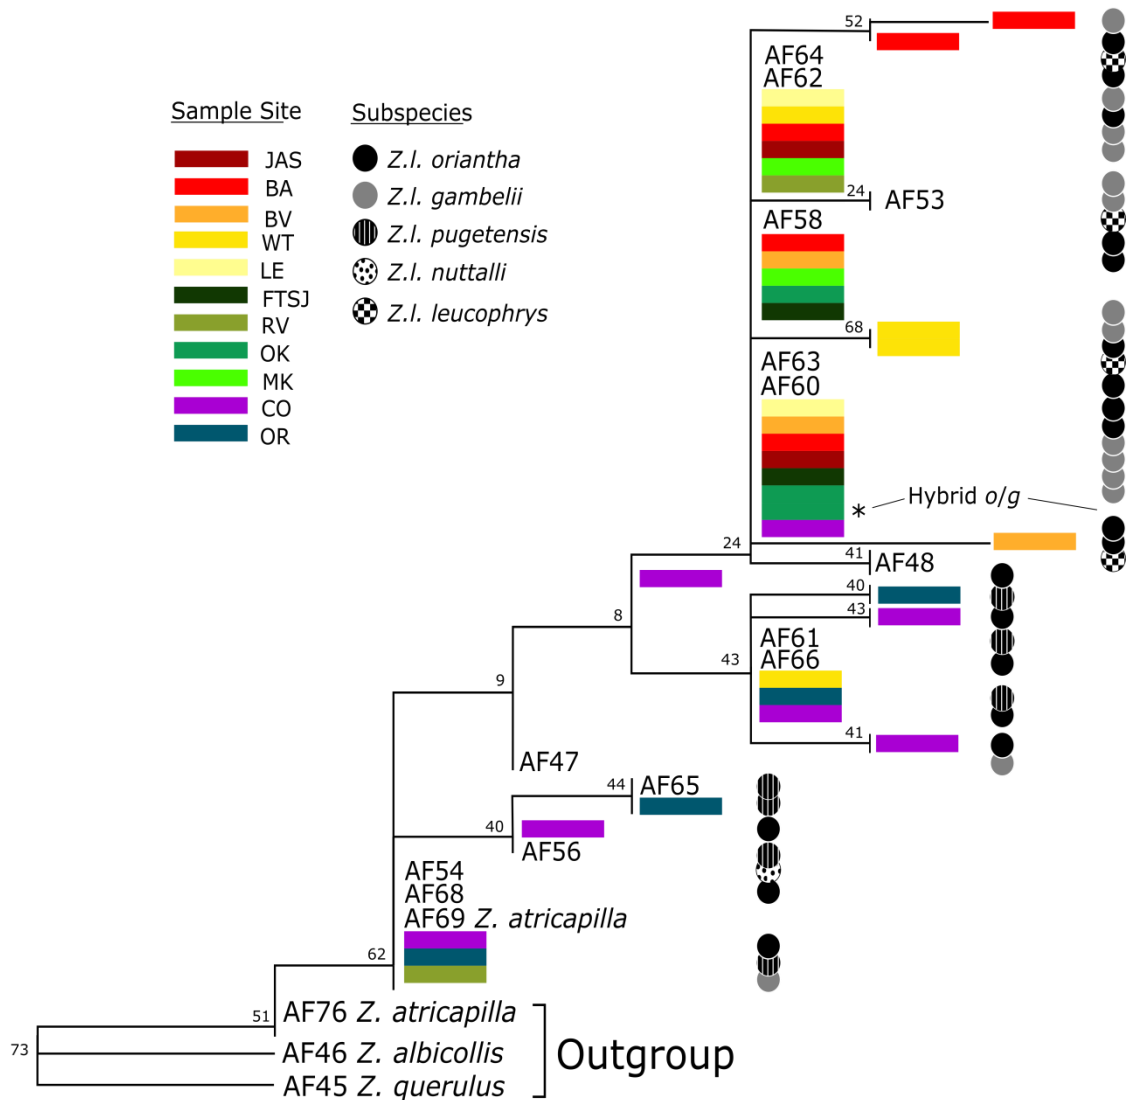 52
AF64
AF62
Sample Site
Subspecies
JAS
BA
BV
WT
LE
FTSJ
RV
OK
MK
CO
OR
Z.l. oriantha
Z.l. gambelii
Z.l. pugetensis
Z.l. nuttalli
Z.l. leucophrys
24
AF53
AF58
68
AF63
AF60
Hybrid o/g
*
24
41
AF48
40
43
8
AF61
AF66
43
9
41
AF47
44
AF65
40
AF56
AF54
AF68
AF69 Z. atricapilla
62
51
AF76 Z. atricapilla
73
AF46 Z. albicollis
Outgroup
AF45 Z. querulus